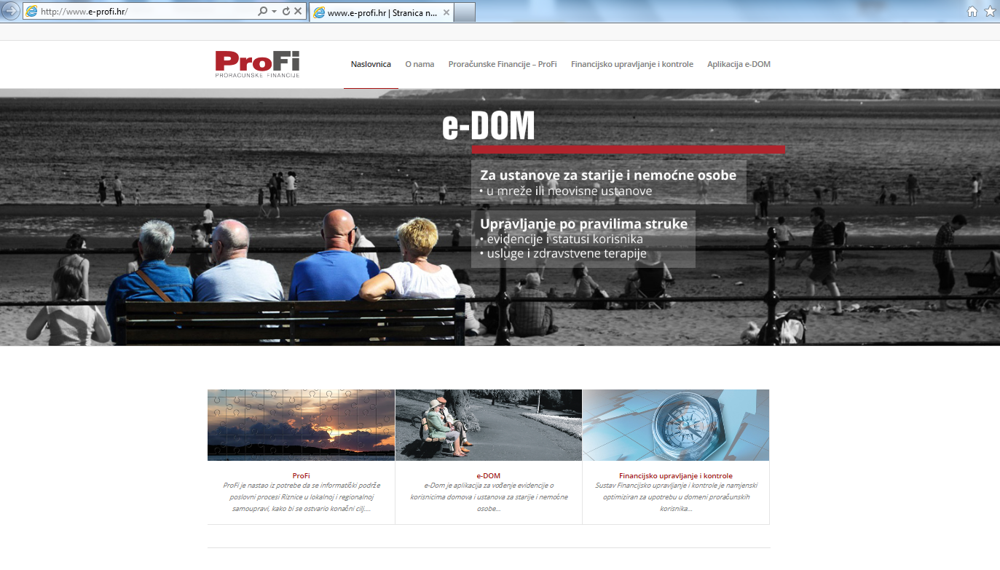 http://www.e-profi.hr/
www.e-profi.hr | Stranica n...
ProFi
PRORAČUNSKE FINANCIJE
Naslovnica
O nama
Proračunske Financije – ProFi
Financijsko upravljanje i kontrole
Aplikacija e-DOM
e-DOM
Za ustanove za starije i nemoćne osobe
• u mreže ili neovisne ustanove
Upravljanje po pravilima struke
• evidencije i statusi korisnika
• usluge i zdravstvene terapije
ProFi
ProFi je nastao iz potrebe da se informatički podrže
poslovni procesi Riznice u lokalnoj i regionalnoj
samoupravi, kako bi se ostvario konačni cilj....
e-DOM
e-Dom je aplikacija za vođenje evidencije o
korisnicima domova i ustanova za starije i nemoćne
osobe...
Financijsko upravljanje i kontrole
Sustav Financijsko upravljanje i kontrole je namjenski
optimiziran za upotrebu u domeni proračunskih
korisnika...